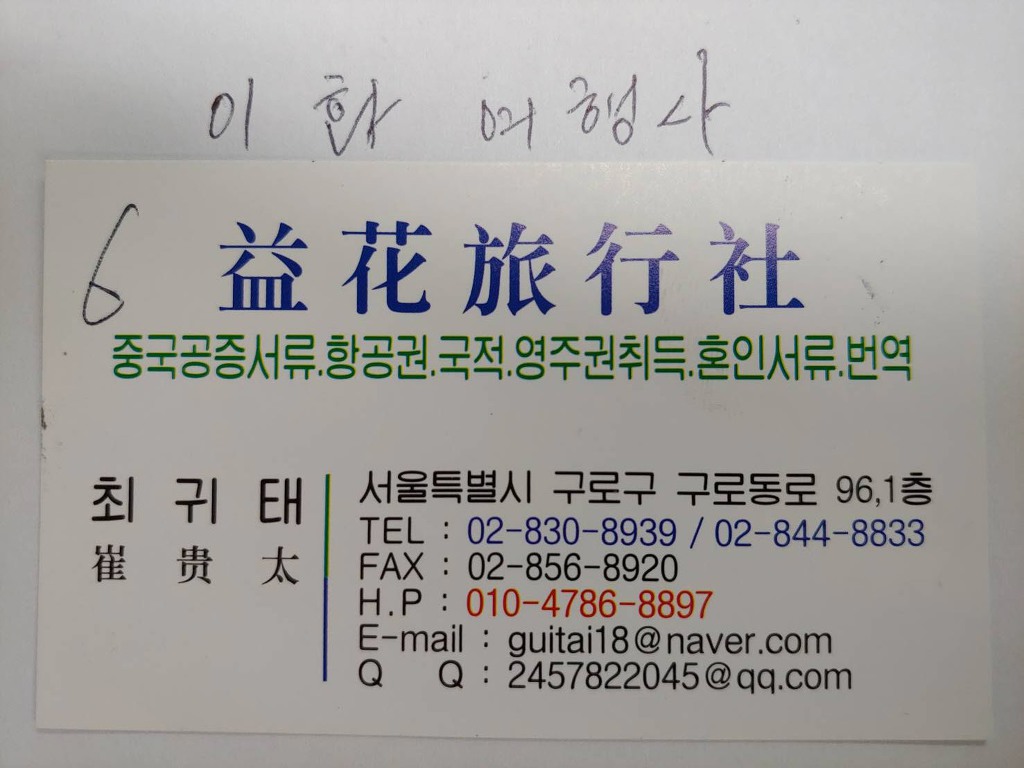 이화 여행사
6
益花旅行社
중국공증서류.항공권.국적.영주권취득.혼인서류.번역
최 귀 태
崔 贵 太
서울특별시 구로구 구로동로 96,1층
TEL : 02-830-8939 / 02-844-8833
FAX : 02-856-8920
H.P : 010-4786-8897
E-mail : guitai18@naver.com
Q Q : 2457822045@qq.com